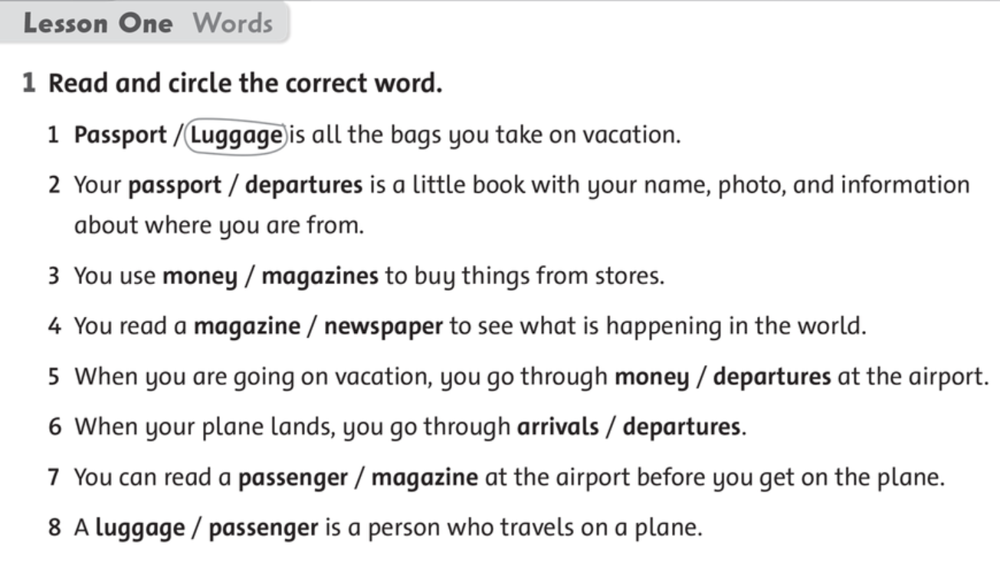 Lesson One Words
1 Read and circle the correct word.
1 Passport / Luggage is all the bags you take on vacation.
2 Your passport / departures is a little book with your name, photo, and information
about where you are from.
3 You use money / magazines to buy things from stores.
4 You read a magazine / newspaper to see what is happening in the world.
5 When you are going on vacation, you go through money / departures at the airport.
6 When your plane lands, you go through arrivals / departures.
7 You can read a passenger / magazine at the airport before you get on the plane.
8 A luggage / passenger is a person who travels on a plane.